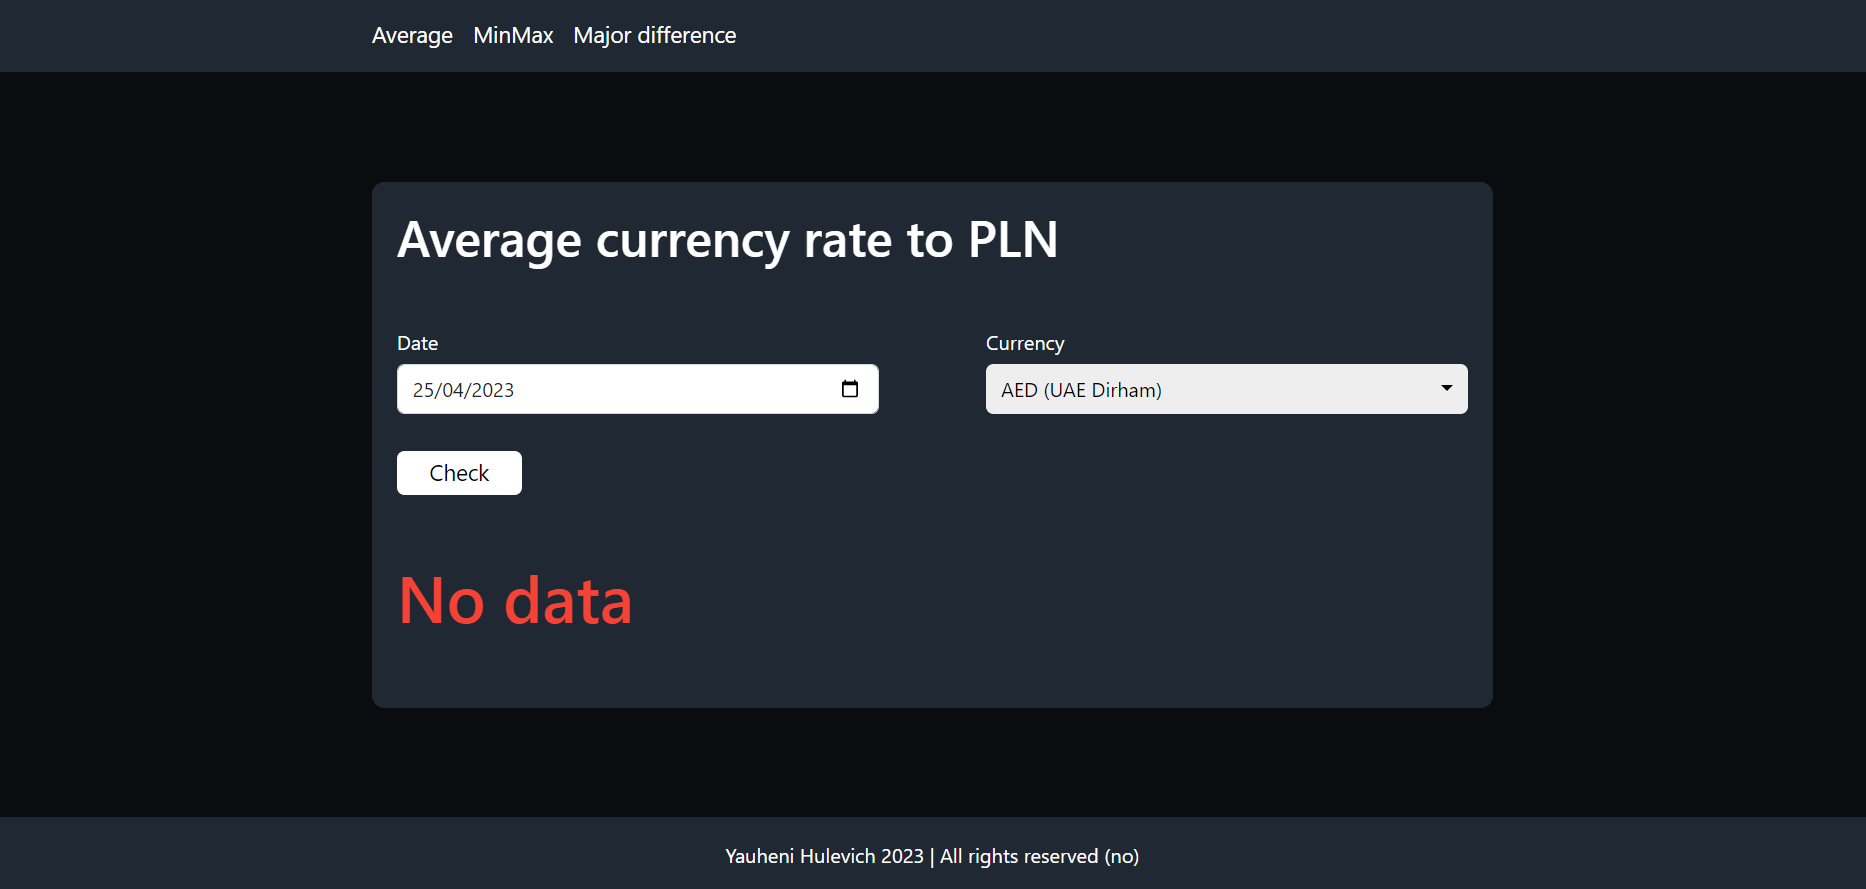 Average MinMax Major difference
Average currency rate to PLN
Date
Currency
25/04/2023
AED (UAE Dirham)
Check
No data
Yauheni Hulevich 2023 | All rights reserved (no)